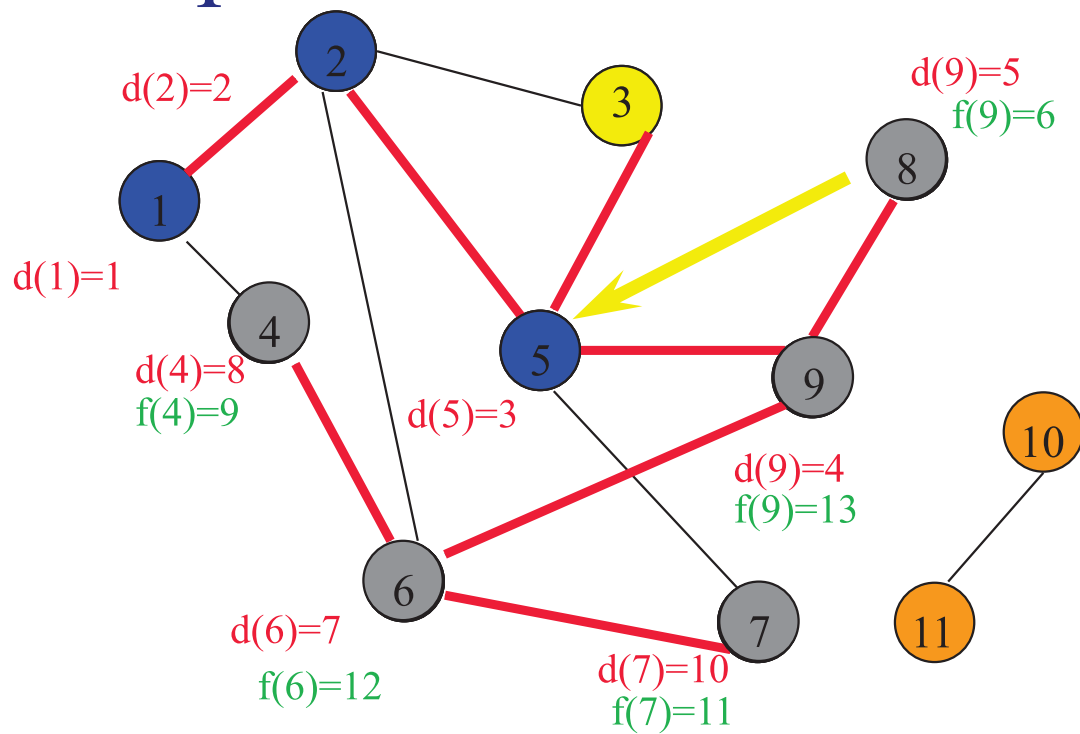 2
d(2)=2
3
d(9)=5
f(9)=6
8
1
d(1)=1
4
d(4)=8
f(4)=9
5
d(5)=3
9
d(9)=4
f(9)=13
10
6
d(6)=7
f(6)=12
7
d(7)=10
f(7)=11
11